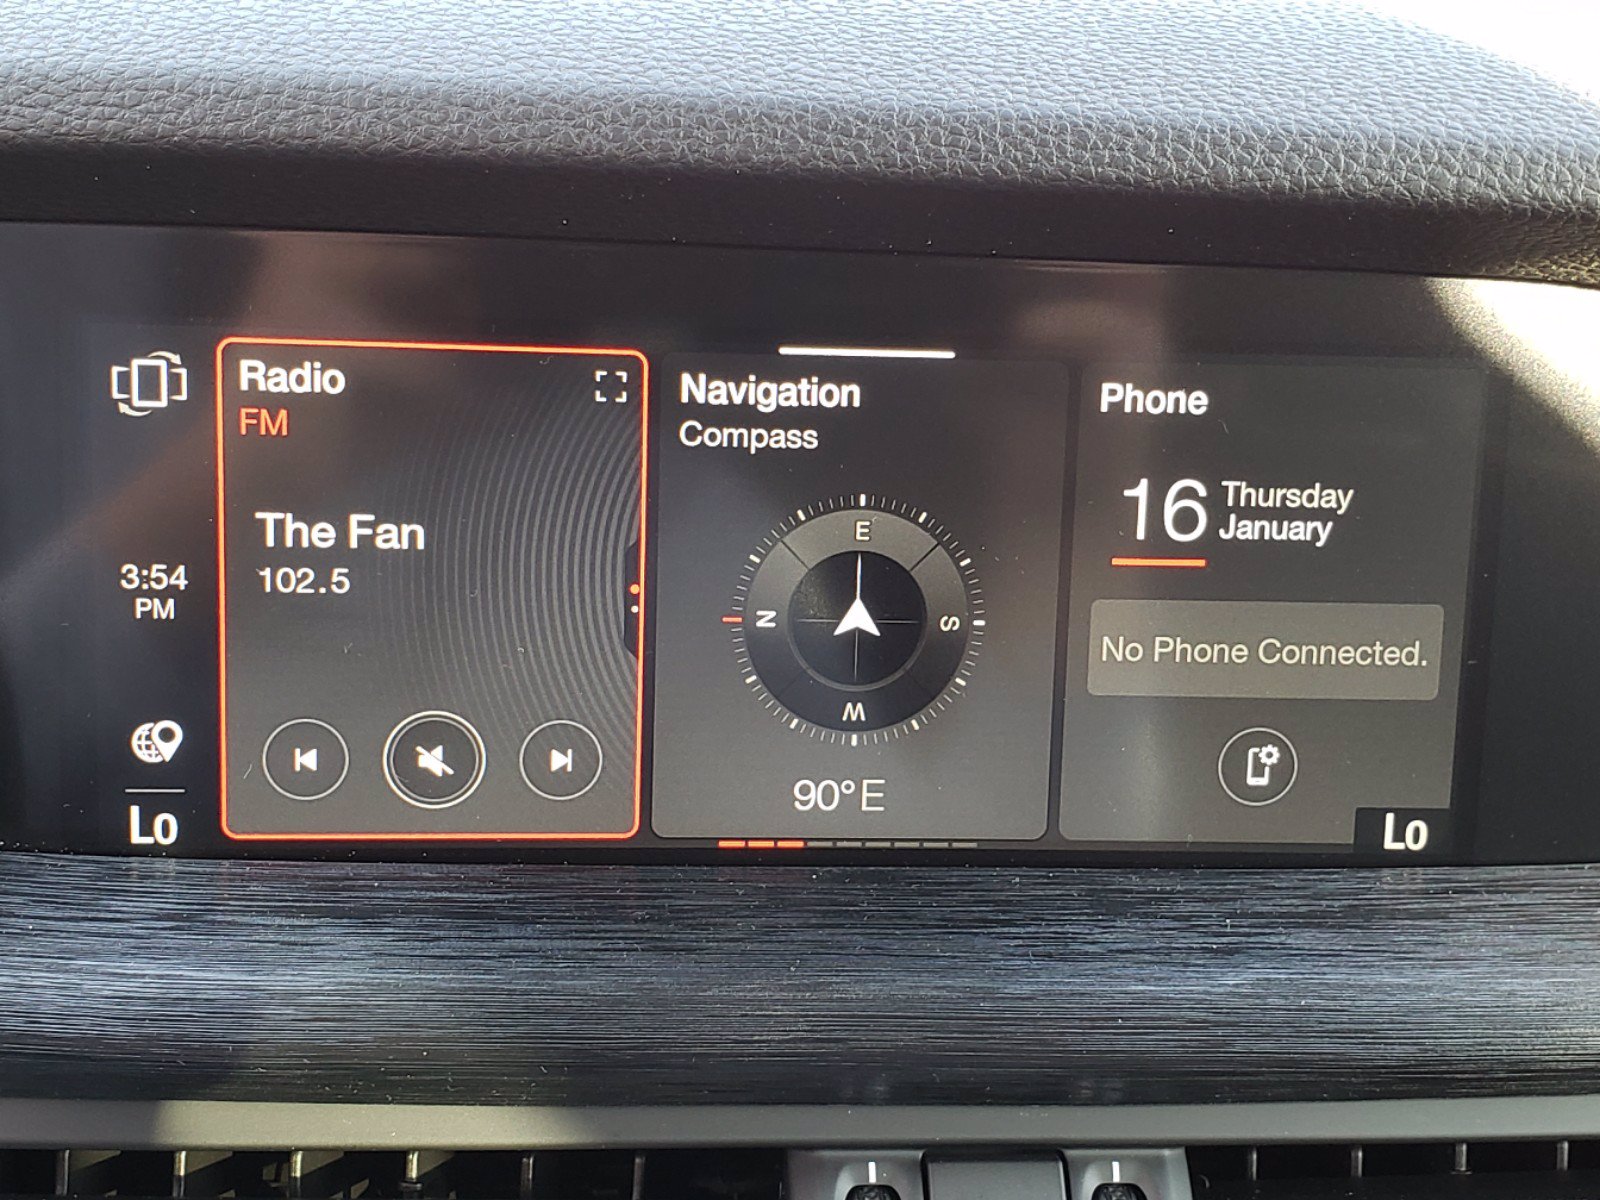 Radio
FM
The Fan
102.5
3:54
PM
Lo
Navigation
Compass
E
N
S
W
90° E
Phone
16
Thursday
January
No Phone Connected.
Lo